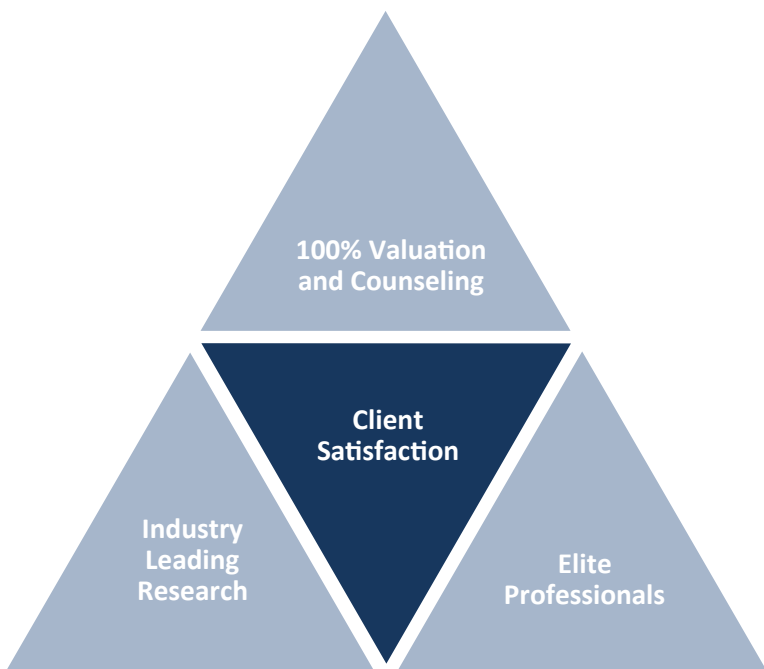 100% Valuation
and Counseling
Client
Satisfaction
Industry
Leading
Research
Elite
Professionals